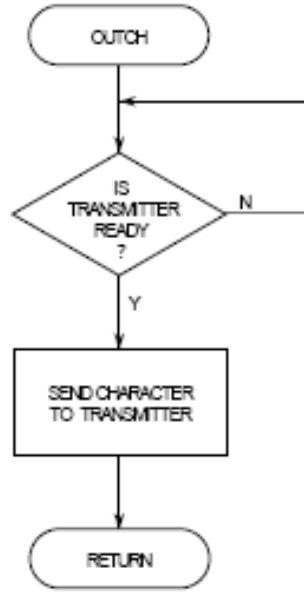 OUTCH
IS
TRANSMITTER
READY
?
N
Y
SEND CHARACTER
TO TRANSMITTER
RETURN